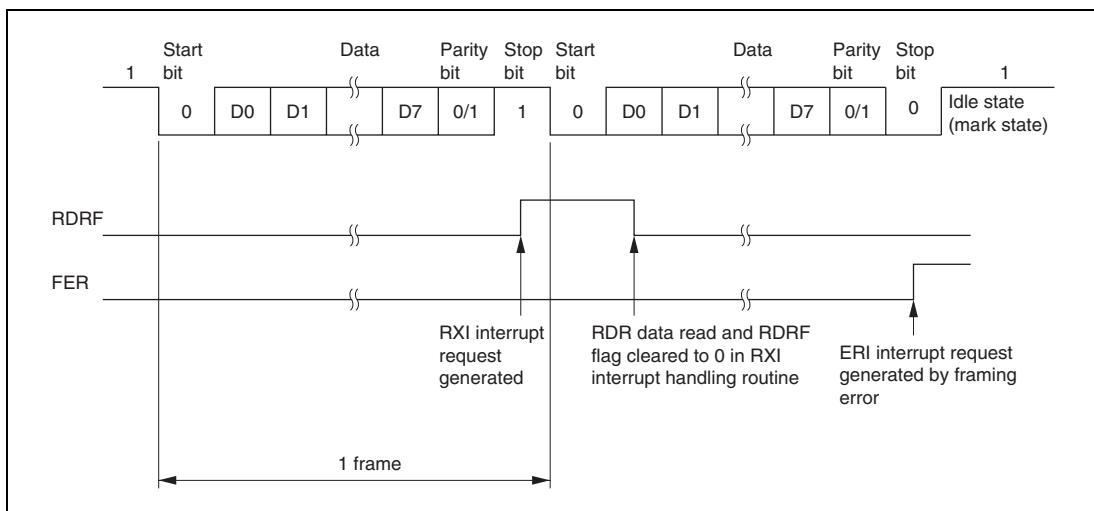 Start bit
Data
Parity bit
Stop bit
Start bit
Data
Parity bit
Stop bit
1
1
0
D0
D1
D7
0/1
1
0
D0
D1
D7
0/1
0
Idle state
(mark state)
RDRF
FER
RXI interrupt
request
generated
RDR data read and RDRF
flag cleared to 0 in RXI
interrupt handling routine
ERI interrupt request
generated by framing
error
1 frame